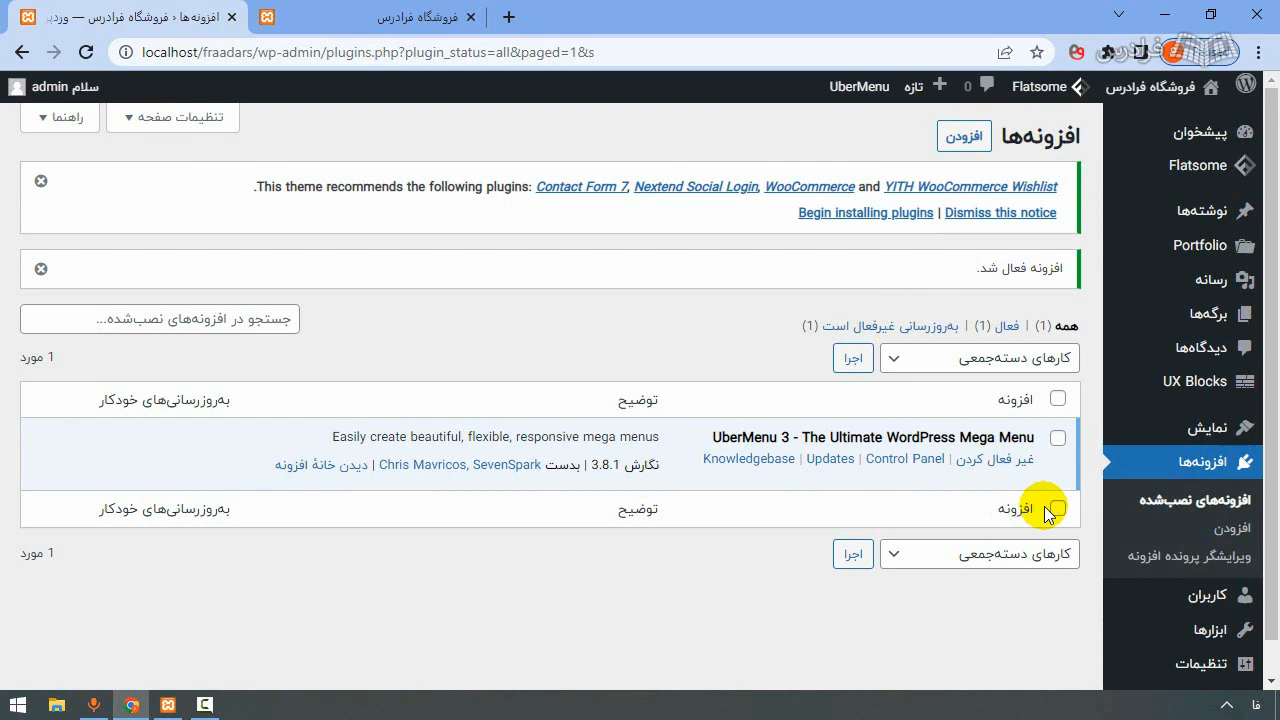 افزونه‌ها ‹ فروشگاه فرادرس — وردپر
فروشگاه فرادرس
localhost/fraadars/wp-admin/plugins.php?plugin_status=all&paged=1&s
فرادرس
فروشگاه فرادرس
Flatsome
0
تازه
UberMenu
سلام admin
پیشخوان
Flatsome
نوشته‌ها
Portfolio
رسانه
برگه‌ها
دیدگاه‌ها
UX Blocks
نمایش
افزونه‌ها
افزونه‌های نصب‌شده
افزودن
ویرایشگر پرونده افزونه
کاربران
ابزارها
تنظیمات
تنظیمات صفحه
راهنما
افزونه‌ها
افزودن
This theme recommends the following plugins: Contact Form 7, Nextend Social Login, WooCommerce and YITH WooCommerce Wishlist.
Begin installing plugins | Dismiss this notice
افزونه فعال شد.
همه (1) | فعال (1) | به‌روزرسانی غیرفعال است (1)
جستجو در افزونه‌های نصب‌شده...
کارهای دسته‌جمعی
اجرا
1 مورد
افزونه
توضیح
به‌روزرسانی‌های خودکار
UberMenu 3 - The Ultimate WordPress Mega Menu
غیر فعال کردن | Control Panel | Updates | Knowledgebase
Easily create beautiful, flexible, responsive mega menus
نگارش 3.8.1 | بدست Chris Mavricos, SevenSpark | دیدن خانهٔ افزونه
افزونه
توضیح
به‌روزرسانی‌های خودکار
کارهای دسته‌جمعی
اجرا
1 مورد
فا